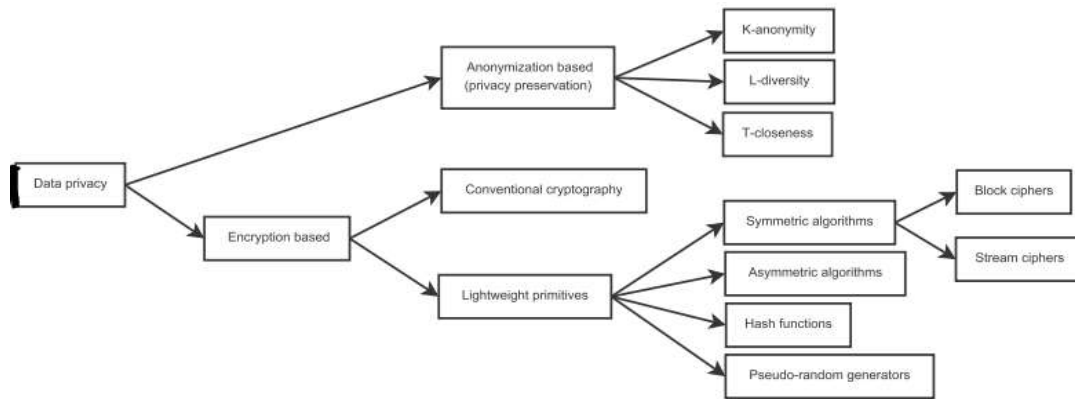 K-anonymity
Anonymization based
(privacy preservation)
L-diversity
T-closeness
Data privacy
Conventional cryptography
Block ciphers
Encryption based
Symmetric algorithms
Stream ciphers
Asymmetric algorithms
Lightweight primitives
Hash functions
Pseudo-random generators